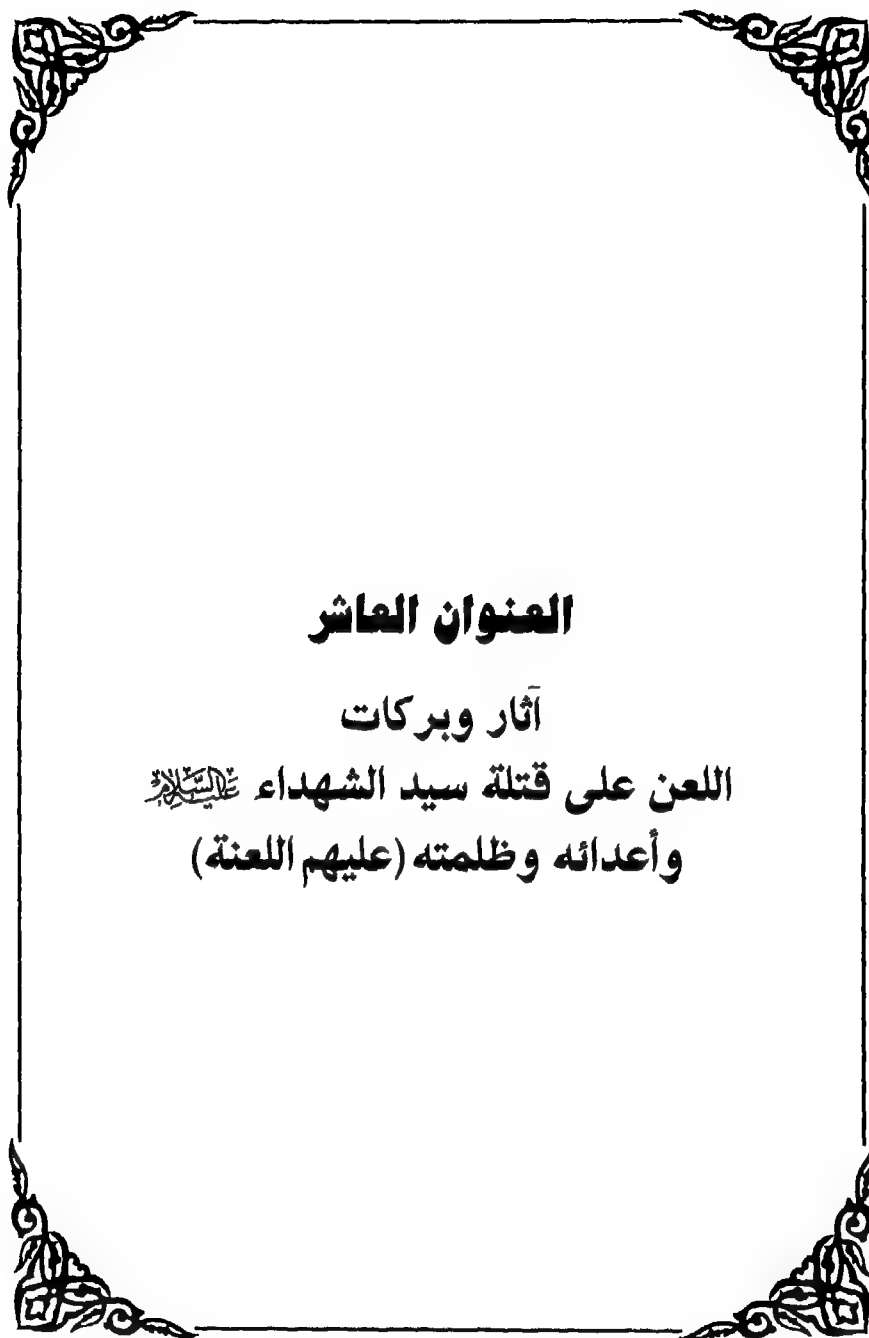 العنوان العاشر
آثار وبركات
اللعن على قتلة سيد الشهداء عليه السلام
وأعدائه وظلمته (عليهم اللعنة)